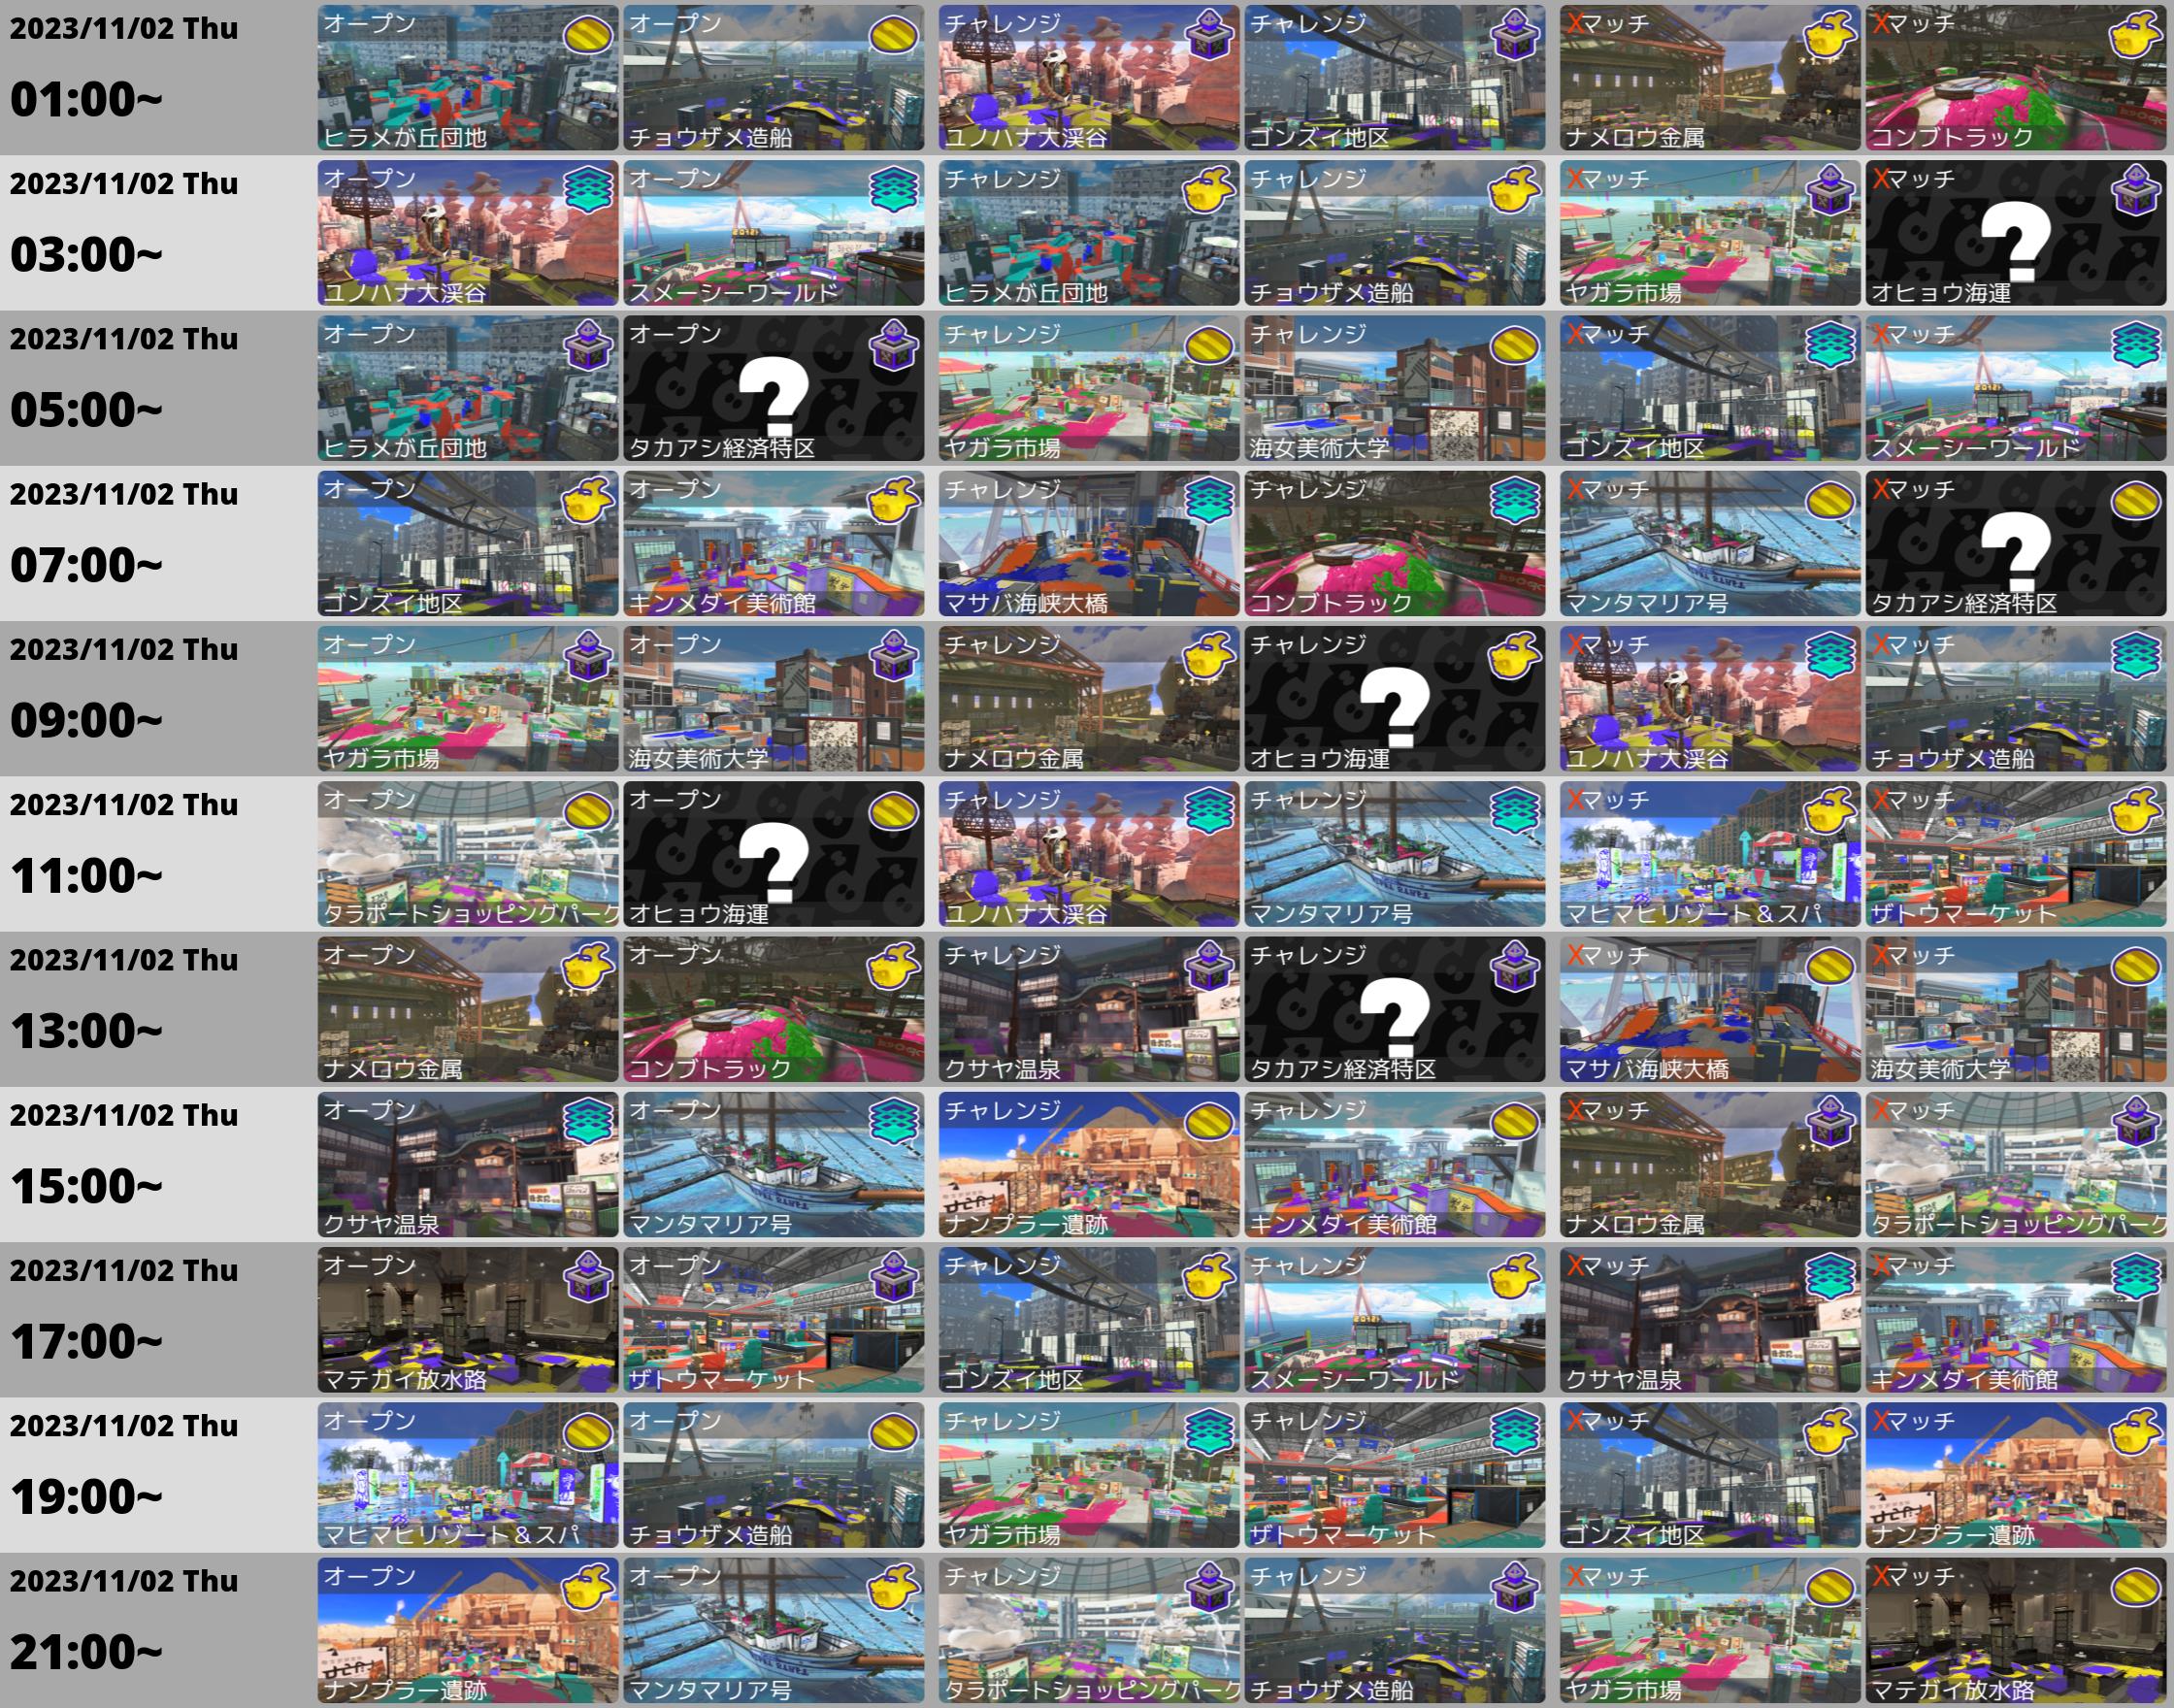 2023/11/02 Thu
01:00~
オープン
ヒラメが丘団地
オープン
チョウザメ造船
チャレンジ
ユノハナ大渓谷
チャレンジ
ゴンズイ地区
Xマッチ
ナメロウ金属
Xマッチ
コンブトラック
2023/11/02 Thu
03:00~
オープン
ユノハナ大渓谷
オープン
スメーシーワールド
チャレンジ
ヒラメが丘団地
チャレンジ
チョウザメ造船
Xマッチ
ヤガラ市場
Xマッチ
?
オヒョウ海運
2023/11/02 Thu
05:00~
オープン
ヒラメが丘団地
オープン
?
タカアシ経済特区
チャレンジ
ヤガラ市場
チャレンジ
海女美術大学
Xマッチ
ゴンズイ地区
Xマッチ
スメーシーワールド
2023/11/02 Thu
07:00~
オープン
ゴンズイ地区
オープン
キンメダイ美術館
チャレンジ
マサバ海峡大橋
チャレンジ
コンブトラック
Xマッチ
マンタマリア号
Xマッチ
?
タカアシ経済特区
2023/11/02 Thu
09:00~
オープン
ヤガラ市場
オープン
海女美術大学
チャレンジ
ナメロウ金属
チャレンジ
?
オヒョウ海運
Xマッチ
ユノハナ大渓谷
Xマッチ
チョウザメ造船
2023/11/02 Thu
11:00~
オープン
タラポートショッピングパーク
オープン
?
オヒョウ海運
チャレンジ
ユノハナ大渓谷
チャレンジ
マンタマリア号
Xマッチ
マヒマヒリゾート＆スパ
Xマッチ
ザトウマーケット
2023/11/02 Thu
13:00~
オープン
ナメロウ金属
オープン
コンブトラック
チャレンジ
クサヤ温泉
チャレンジ
?
タカアシ経済特区
Xマッチ
マサバ海峡大橋
Xマッチ
海女美術大学
2023/11/02 Thu
15:00~
オープン
クサヤ温泉
オープン
マンタマリア号
チャレンジ
ナンプラー遺跡
チャレンジ
キンメダイ美術館
Xマッチ
ナメロウ金属
Xマッチ
タラポートショッピングパーク
2023/11/02 Thu
17:00~
オープン
マテガイ放水路
オープン
ザトウマーケット
チャレンジ
ゴンズイ地区
チャレンジ
スメーシーワールド
Xマッチ
クサヤ温泉
Xマッチ
キンメダイ美術館
2023/11/02 Thu
19:00~
オープン
マヒマヒリゾート＆スパ
オープン
チョウザメ造船
チャレンジ
ヤガラ市場
チャレンジ
ザトウマーケット
Xマッチ
ゴンズイ地区
Xマッチ
ナンプラー遺跡
2023/11/02 Thu
21:00~
オープン
ナンプラー遺跡
オープン
マンタマリア号
チャレンジ
タラポートショッピングパーク
チャレンジ
チョウザメ造船
Xマッチ
ヤガラ市場
Xマッチ
マテガイ放水路